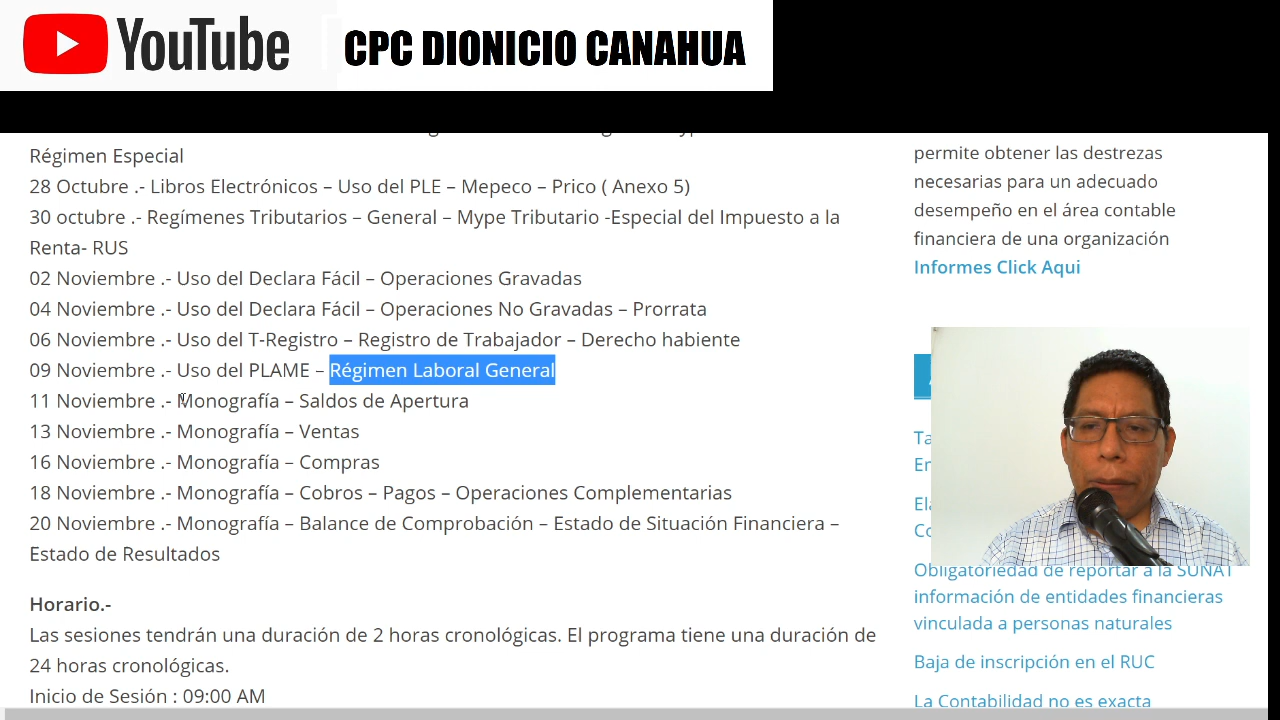 YouTube
CPC DIONICIO CANAHUA
Régimen Especial
28 Octubre .- Libros Electrónicos – Uso del PLE – Mepeco – Prico ( Anexo 5)
30 octubre .- Regímenes Tributarios – General – Mype Tributario -Especial del Impuesto a la
Renta- RUS
02 Noviembre .- Uso del Declara Fácil – Operaciones Gravadas
04 Noviembre .- Uso del Declara Fácil – Operaciones No Gravadas – Prorrata
06 Noviembre .- Uso del T-Registro – Registro de Trabajador – Derecho habiente
09 Noviembre .- Uso del PLAME – Régimen Laboral General
11 Noviembre .- Monografía – Saldos de Apertura
13 Noviembre .- Monografía – Ventas
16 Noviembre .- Monografía – Compras
18 Noviembre .- Monografía – Cobros – Pagos – Operaciones Complementarias
20 Noviembre .- Monografía – Balance de Comprobación – Estado de Situación Financiera –
Estado de Resultados
Horario.-
Las sesiones tendrán una duración de 2 horas cronológicas. El programa tiene una duración de
24 horas cronológicas.
Inicio de Sesión : 09:00 AM
permite obtener las destrezas
necesarias para un adecuado
desempeño en el área contable
financiera de una organización
Informes Click Aqui
Obligatoriedad de reportar a la SUNAT
información de entidades financieras
vinculada a personas naturales
Baja de inscripción en el RUC
La Contabilidad no es exacta